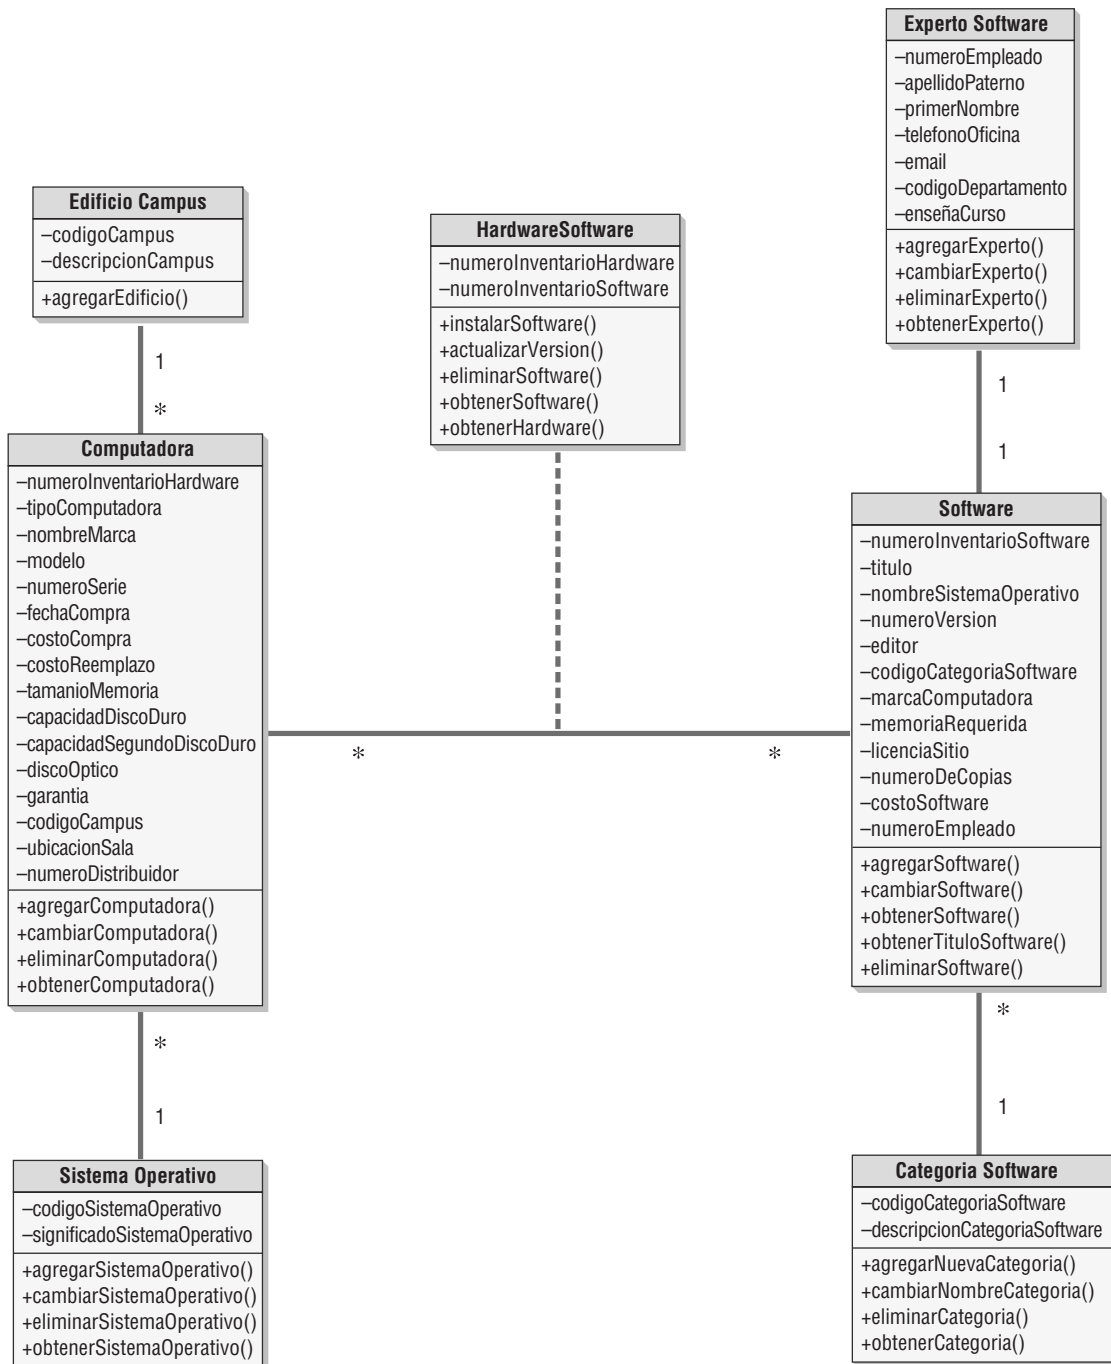 Experto Software
–numeroEmpleado
–apellidoPaterno
–primerNombre
–telefonoOficina
–email
–codigoDepartamento
–enseñaCurso
+agregarExperto()
+cambiarExperto()
+eliminarExperto()
+obtenerExperto()
Edificio Campus
–codigoCampus
–descripcionCampus
+agregarEdificio()
HardwareSoftware
–numeroInventarioHardware
–numeroInventarioSoftware
+instalarSoftware()
+actualizarVersion()
+eliminarSoftware()
+obtenerSoftware()
+obtenerHardware()
1
*
1
1
Computadora
–numeroInventarioHardware
–tipoComputadora
–nombreMarca
–modelo
–numeroSerie
–fechaCompra
–costoCompra
–costoReemplazo
–tamanioMemoria
–capacidadDiscoDuro
–capacidadSegundoDiscoDuro
–discoOptico
–garantia
–codigoCampus
–ubicacionSala
–numeroDistribuidor
+agregarComputadora()
+cambiarComputadora()
+eliminarComputadora()
+obtenerComputadora()
*
*
Software
–numeroInventarioSoftware
–titulo
–nombreSistemaOperativo
–numeroVersion
–editor
–codigoCategoriaSoftware
–marcaComputadora
–memoriaRequerida
–licenciaSitio
–numeroDeCopias
–costoSoftware
–numeroEmpleado
+agregarSoftware()
+cambiarSoftware()
+obtenerSoftware()
+obtenerTituloSoftware()
+eliminarSoftware()
*
1
*
1
Sistema Operativo
–codigoSistemaOperativo
–significadoSistemaOperativo
+agregarSistemaOperativo()
+cambiarSistemaOperativo()
+eliminarSistemaOperativo()
+obtenerSistemaOperativo()
Categoria Software
–codigoCategoriaSoftware
–descripcionCategoriaSoftware
+agregarNuevaCategoria()
+cambiarNombreCategoria()
+eliminarCategoria()
+obtenerCategoria()